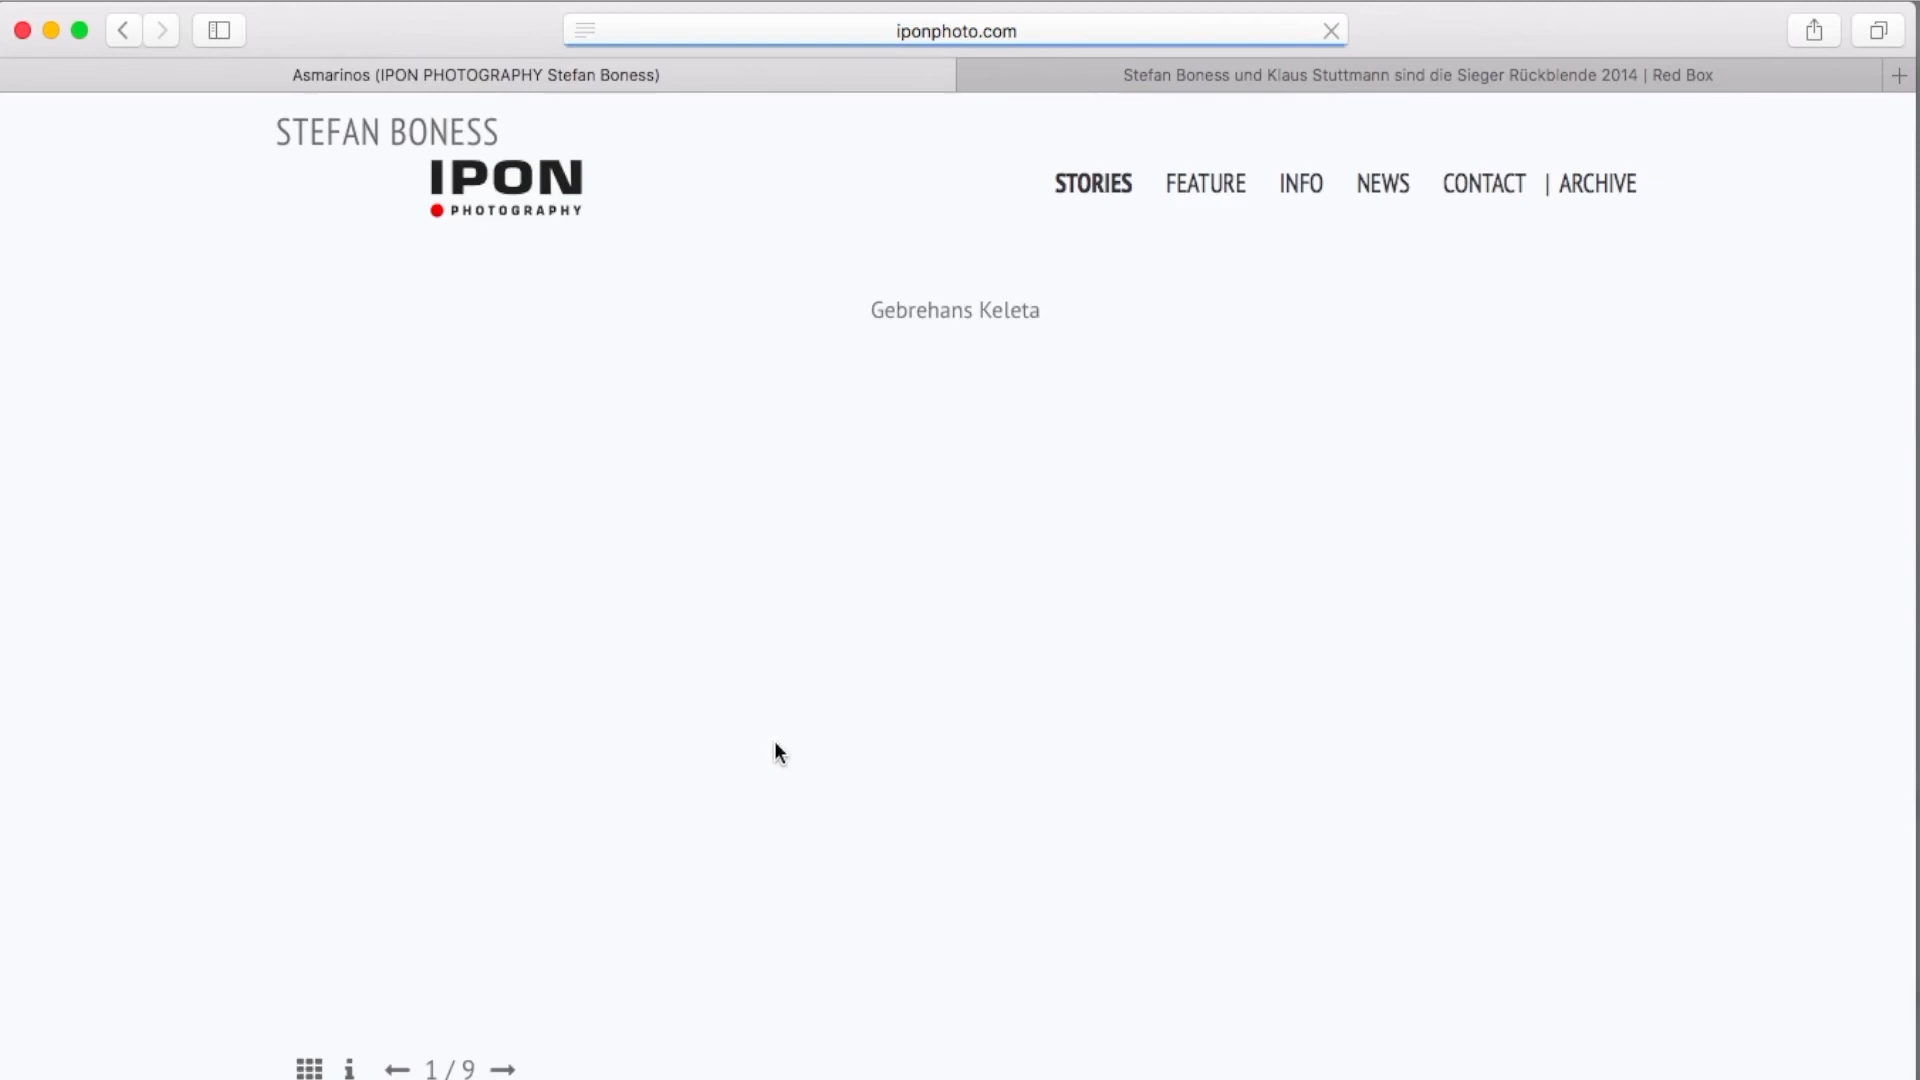 iponphoto.com
Asmarinos (IPON PHOTOGRAPHY Stefan Boness)
Stefan Boness und Klaus Stuttmann sind die Sieger Rückblende 2014 | Red Box
STEFAN BONESS
IPON
PHOTOGRAPHY
STORIES FEATURE INFO NEWS CONTACT | ARCHIVE
Gebrehans Keleta
1 / 9